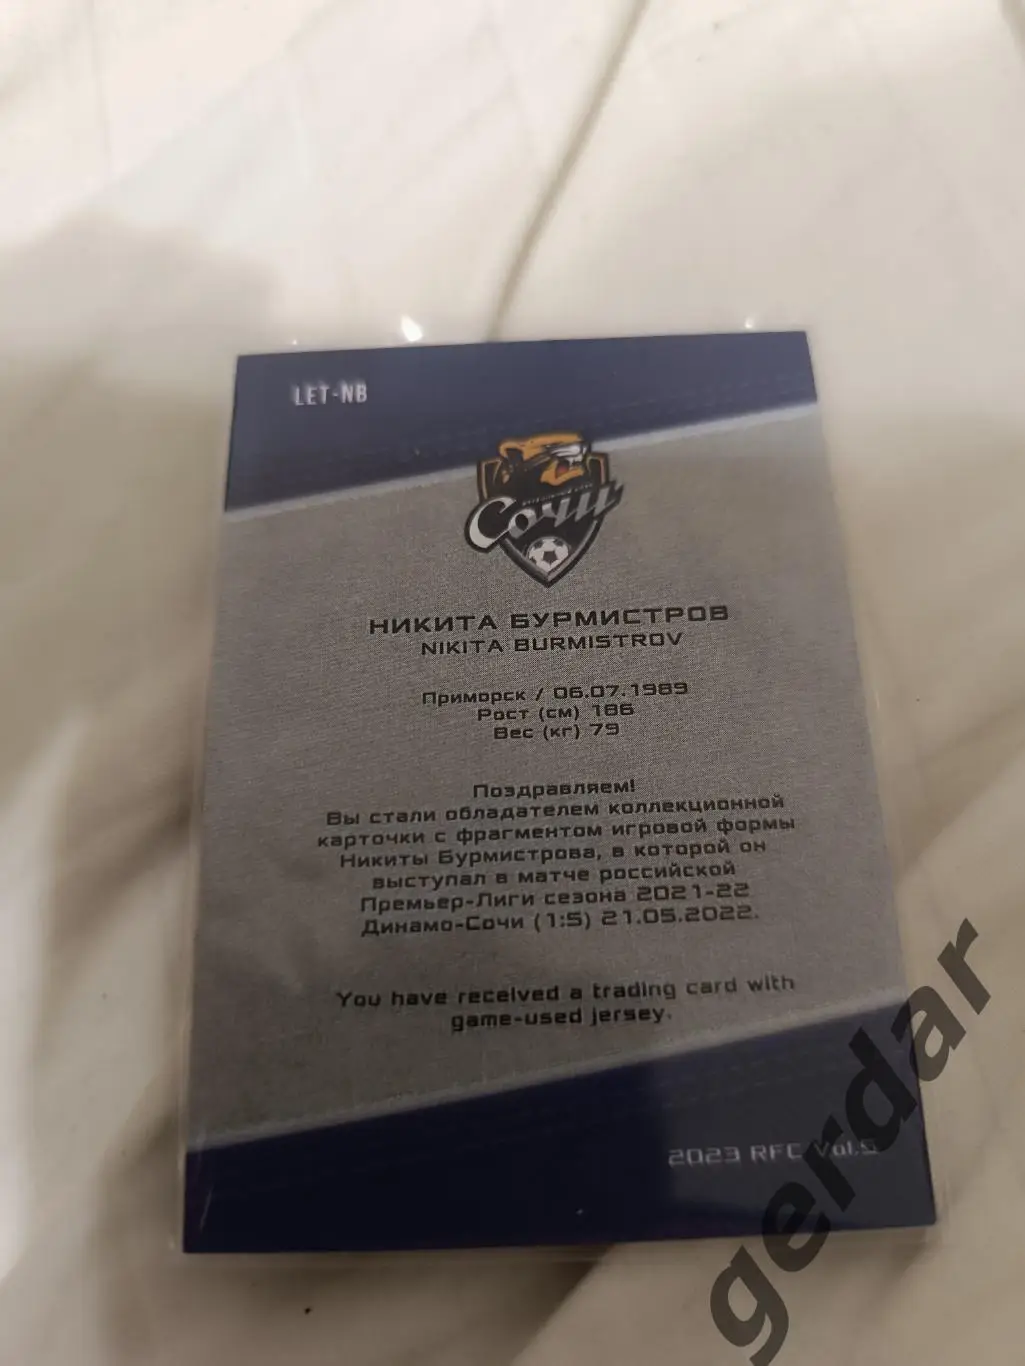 LET-NB
Сочи
НИКИТА БУРМИСТРОВ
NIKITA BURMISTROV
Приморск / 06.07.1989
Рост (см) 186
Вес (кг) 79
Поздравляем!
Вы стали обладателем коллекционной
карточки с фрагментом игровой формы
Никиты Бурмистрова, в которой он
выступал в матче российской
Премьер-Лиги сезона 2021-22
Динамо-Сочи (1:5) 21.05.2022.
You have received a trading card with
game-used jersey.
2023 RFC Vol.5
gerdar